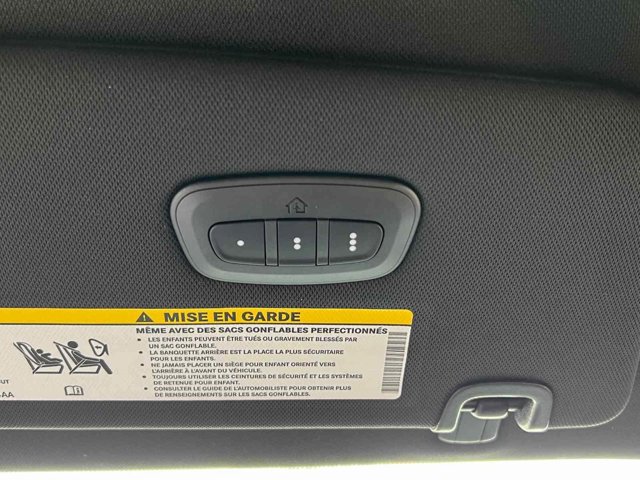 MISE EN GARDE
MÊME AVEC DES SACS GONFLABLES PERFECTIONNÉS
• LES ENFANTS PEUVENT ÊTRE TUÉS OU GRAVEMENT BLESSÉS PAR
UN SAC GONFLABLE.
• LA BANQUETTE ARRIÈRE EST LA PLACE LA PLUS SÉCURITAIRE
POUR LES ENFANTS.
• NE JAMAIS PLACER UN SIÈGE POUR ENFANT ORIENTÉ VERS
L'ARRIÈRE À L'AVANT DU VÉHICULE.
• TOUJOURS UTILISER LES CEINTURES DE SÉCURITÉ ET LES SYSTÈMES
DE RETENUE POUR ENFANT.
• CONSULTER LE GUIDE DE L'AUTOMOBILISTE POUR OBTENIR PLUS
DE RENSEIGNEMENTS SUR LES SACS GONFLABLES.
OUT
AA